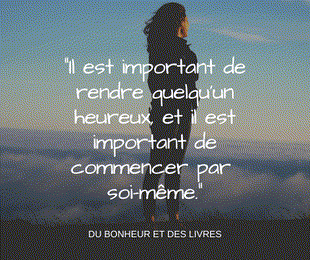 "Il est important de
rendre quelqu'un
heureux, et il est
important de
commencer par
soi-même."
DU BONHEUR ET DES LIVRES